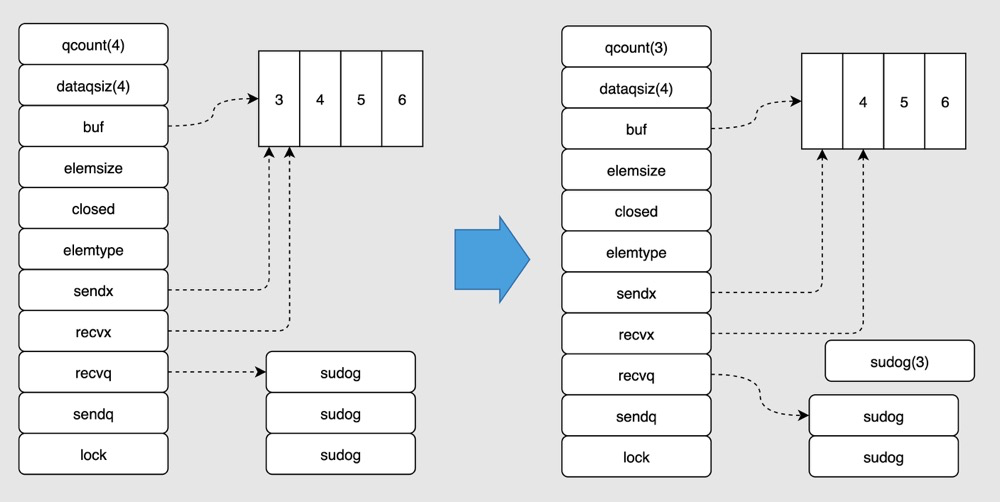 qcount(4)
dataqsiz(4)
buf
elemsize
closed
elemtype
sendx
recvx
recvq
sendq
lock
3 4 5 6
sudog
sudog
sudog
qcount(3)
dataqsiz(4)
buf
elemsize
closed
elemtype
sendx
recvx
recvq
sendq
lock
4 5 6
sudog(3)
sudog
sudog